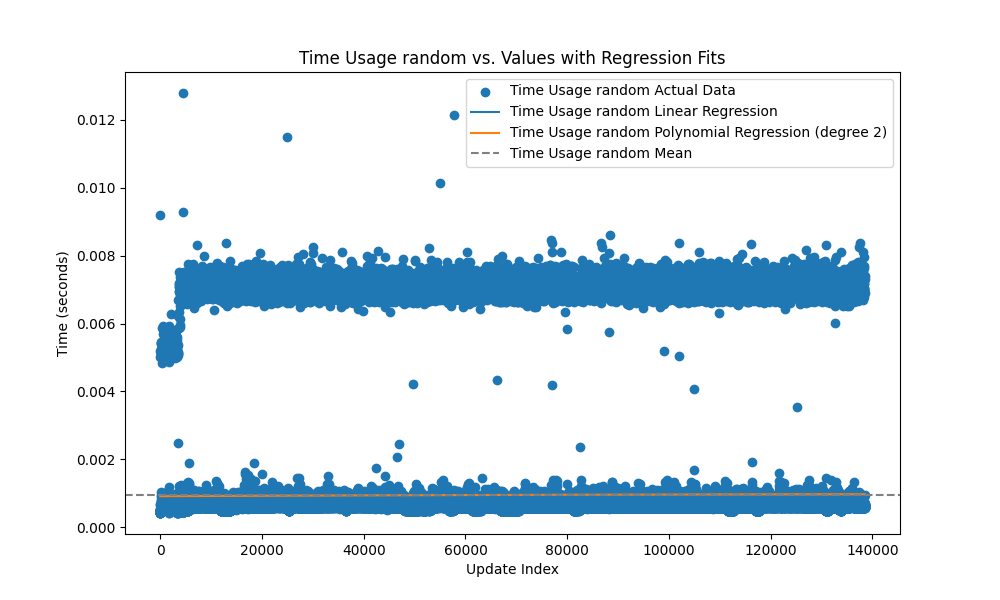 Time Usage random vs. Values with Regression Fits
Time Usage random Actual Data
Time Usage random Linear Regression
Time Usage random Polynomial Regression (degree 2)
Time Usage random Mean
Time (seconds)
0.012
0.010
0.008
0.006
0.004
0.002
0.000
0 20000 40000 60000 80000 100000 120000 140000
Update Index